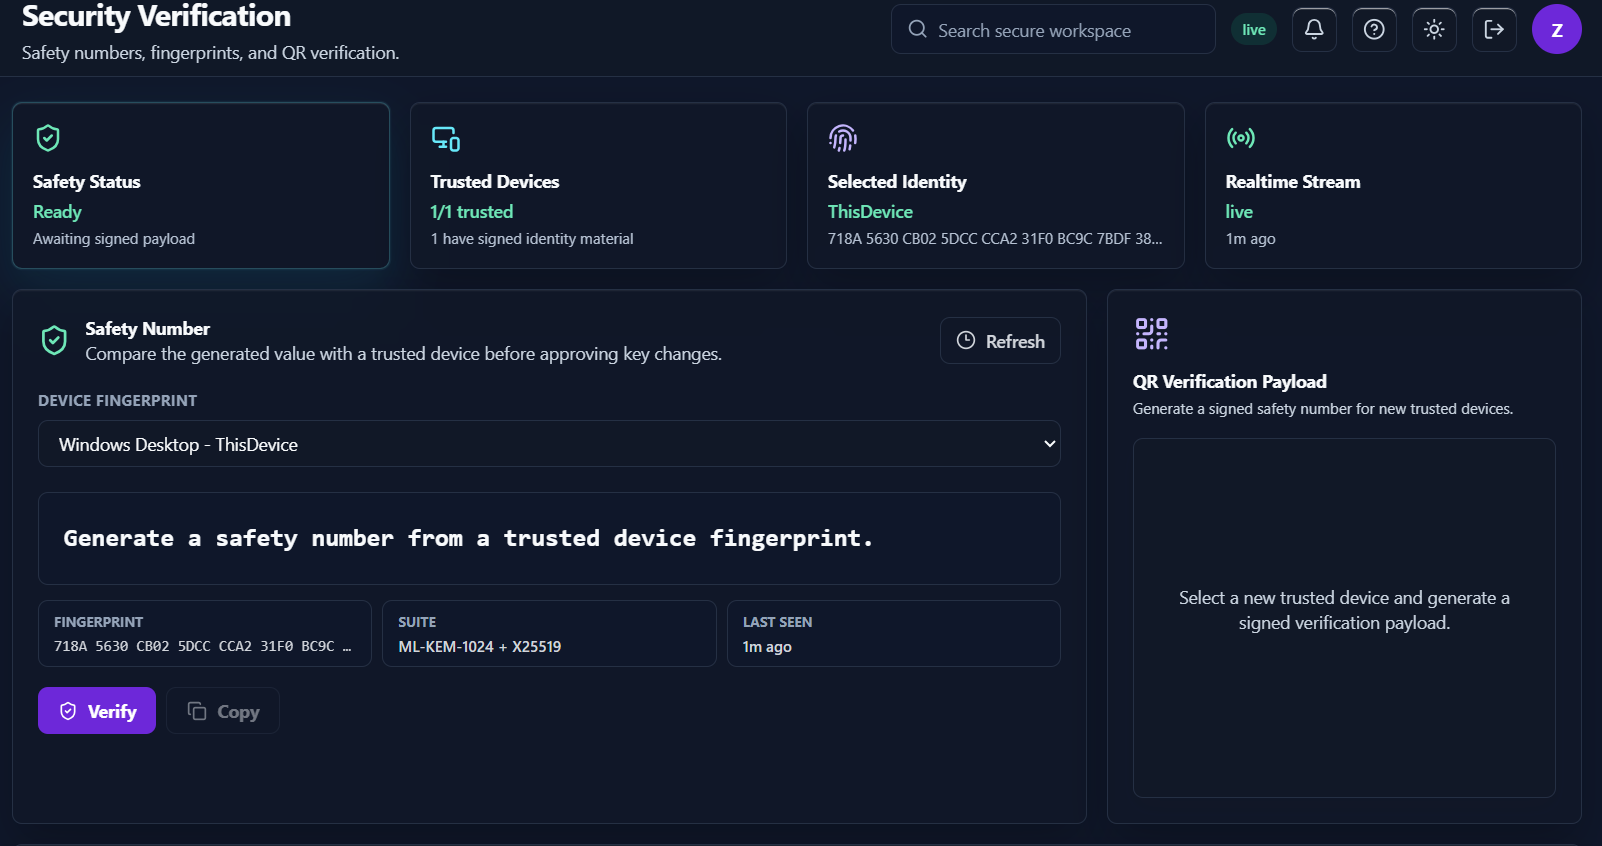 Security Verification
Safety numbers, fingerprints, and QR verification.
Search secure workspace
live
Z
Safety Status
Ready
Awaiting signed payload
Trusted Devices
1/1 trusted
1 have signed identity material
Selected Identity
ThisDevice
718A 5630 CB02 5DCC CCA2 31F0 BC9C 7BDF 38...
Realtime Stream
live
1m ago
Safety Number
Compare the generated value with a trusted device before approving key changes.
Refresh
DEVICE FINGERPRINT
Windows Desktop - ThisDevice
Generate a safety number from a trusted device fingerprint.
FINGERPRINT
718A 5630 CB02 5DCC CCA2 31F0 BC9C …
SUITE
ML-KEM-1024 + X25519
LAST SEEN
1m ago
Verify
Copy
QR Verification Payload
Generate a signed safety number for new trusted devices.
Select a new trusted device and generate a
signed verification payload.